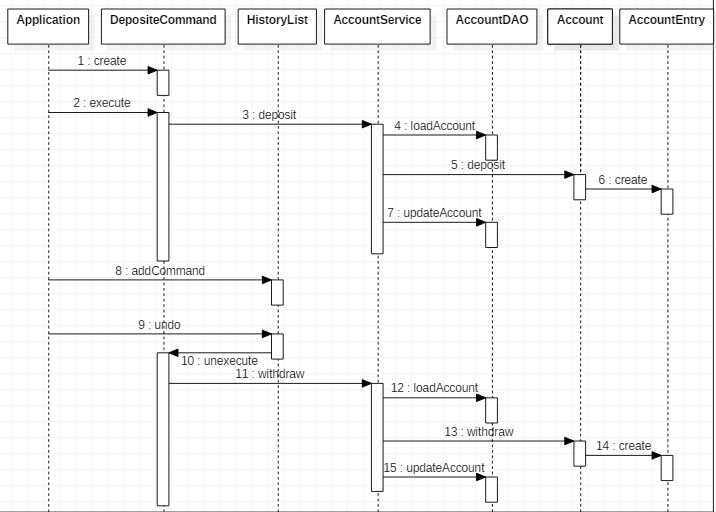 Application
DepositeCommand
HistoryList
AccountService
AccountDAO
Account
AccountEntry
1 : create
2 : execute
3 : deposit
4 : loadAccount
5 : deposit
6 : create
7 : updateAccount
8 : addCommand
9 : undo
10 : unexecute
11 : withdraw
12 : loadAccount
13 : withdraw
14 : create
15 : updateAccount